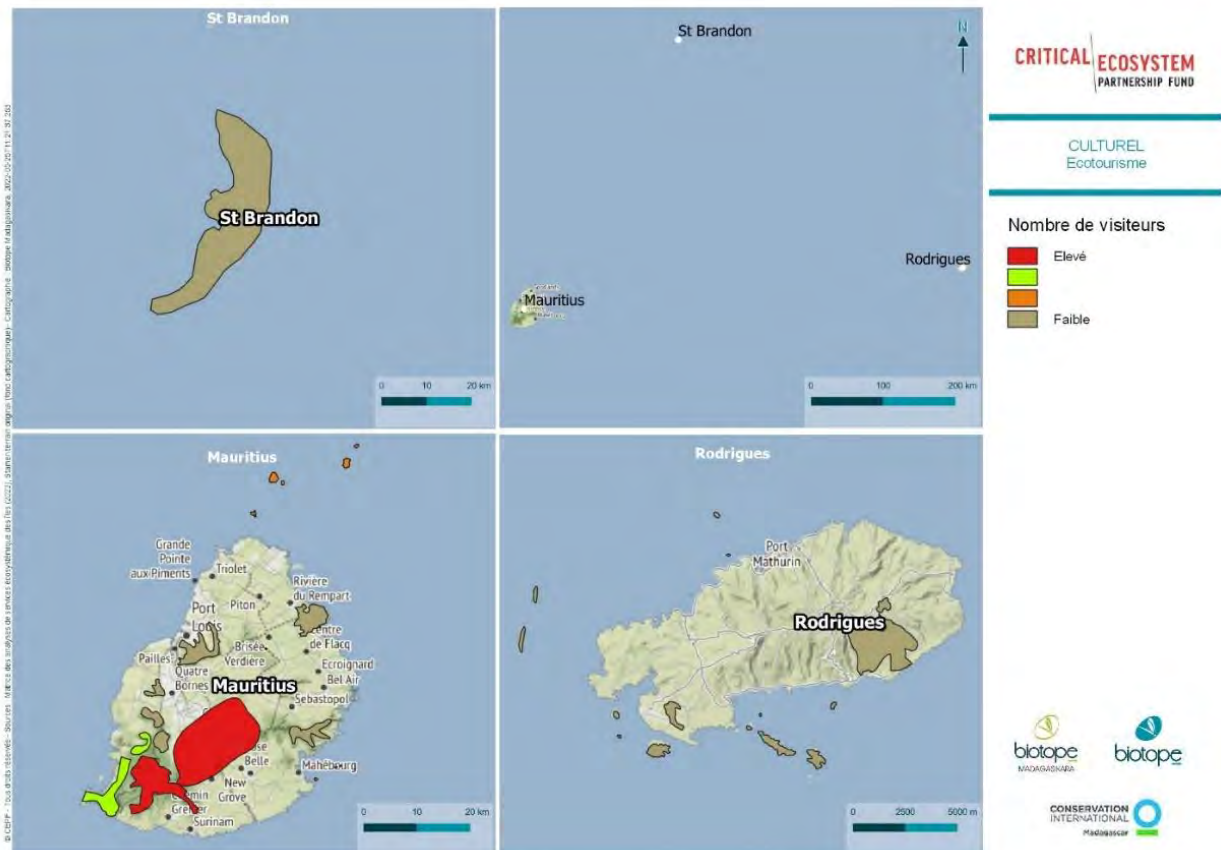 St Brandon
St Brandon
0 10 20 km
St Brandon
N
Rodrigues
Mauritius
0 100 200 km
Mauritius
Grande
Pointe
aux Piments
Triolet
Rivière
du Rempart
Piton
Port
Louis
Centre
de Flacq
Pailles
Brisée
Verdière
Ecroignard
Quatre
Bornes
Bel Air
Mauritius
Sebastopol
Belle
Mahébourg
New
Grove
Chemin
Grenier
Surinam
0 10 20 km
Rodrigues
Port
Mathurin
Rodrigues
0 2500 5000 m
CRITICAL ECOSYSTEM
PARTNERSHIP FUND
CULTUREL
Ecotourisme
Nombre de visiteurs
Elevé
Faible
biotope
MADAGASIKARA
biotope
CONSERVATION
INTERNATIONAL
Madagascar